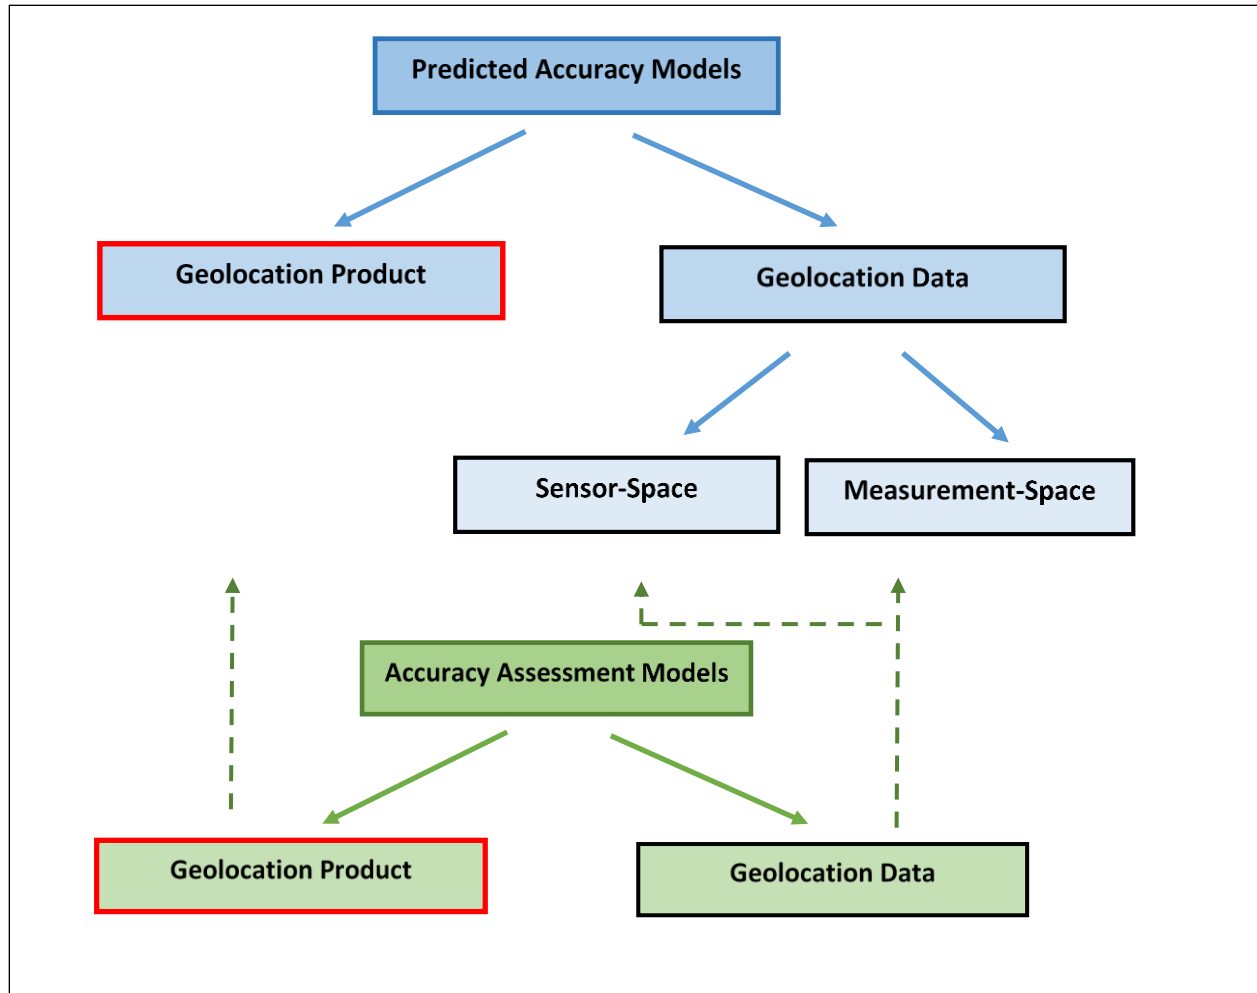 Predicted Accuracy Models
Geolocation Product
Geolocation Data
Sensor-Space
Measurement-Space
Accuracy Assessment Models
Geolocation Product
Geolocation Data